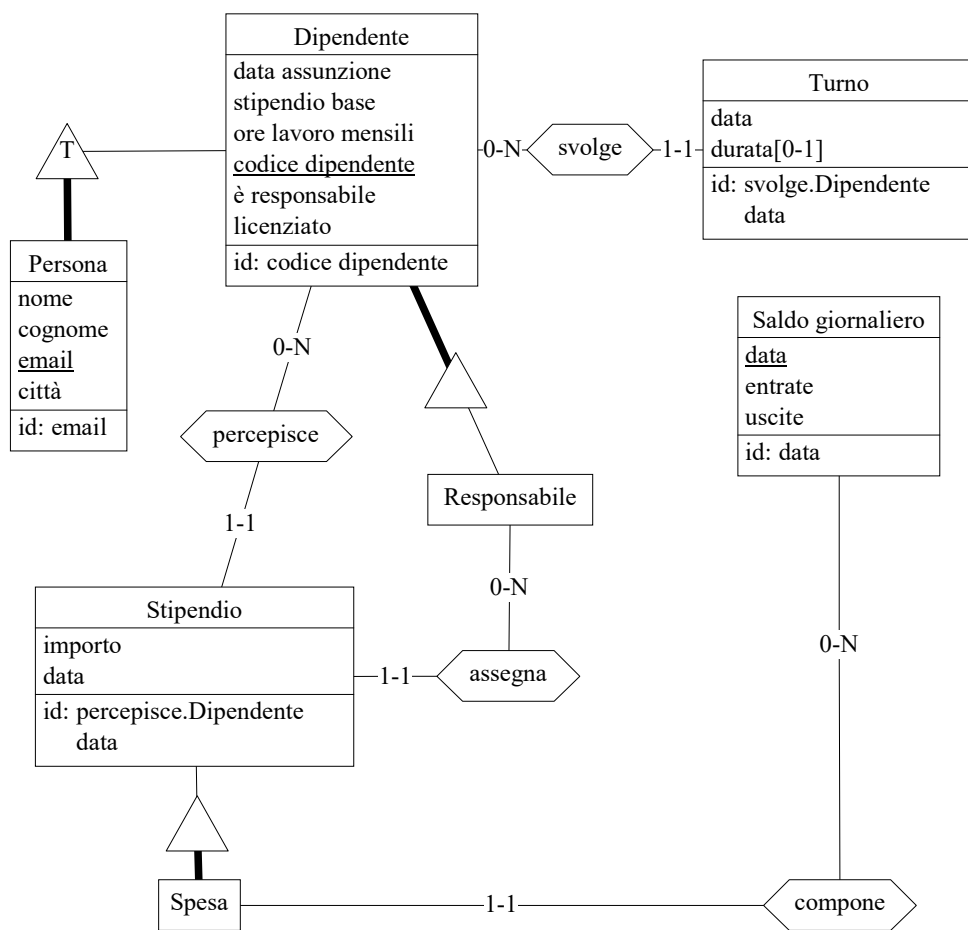 Dipendente
data assunzione
stipendio base
ore lavoro mensili
codice dipendente
è responsabile
licenziato
id: codice dipendente
0-N
svolge
1-1
Turno
data
durata[0-1]
id: svolge.Dipendente
data
T
Persona
nome
cognome
email
città
id: email
0-N
percepisce
1-1
Saldo giornaliero
data
entrate
uscite
id: data
Responsabile
0-N
0-N
Stipendio
importo
data
id: percepisce.Dipendente
data
1-1
assegna
Spesa
1-1
compone